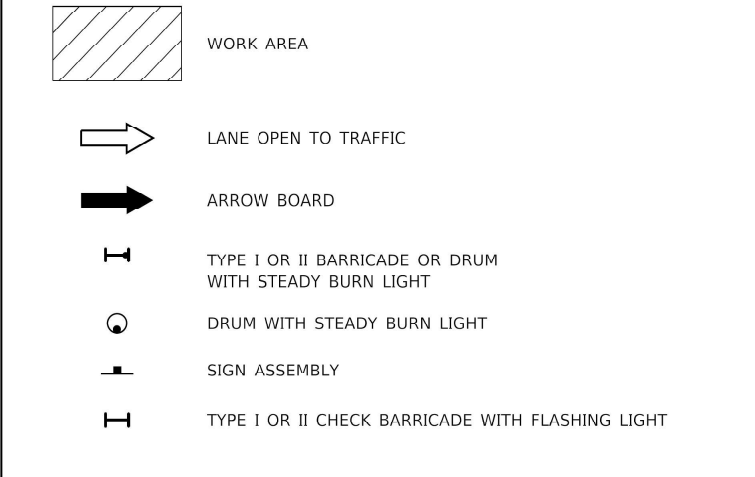 WORK AREA
LANE OPEN TO TRAFFIC
ARROW BOARD
TYPE I OR II BARRICADE OR DRUM
WITH STEADY BURN LIGHT
DRUM WITH STEADY BURN LIGHT
SIGN ASSEMBLY
TYPE I OR II CHECK BARRICADE WITH FLASHING LIGHT